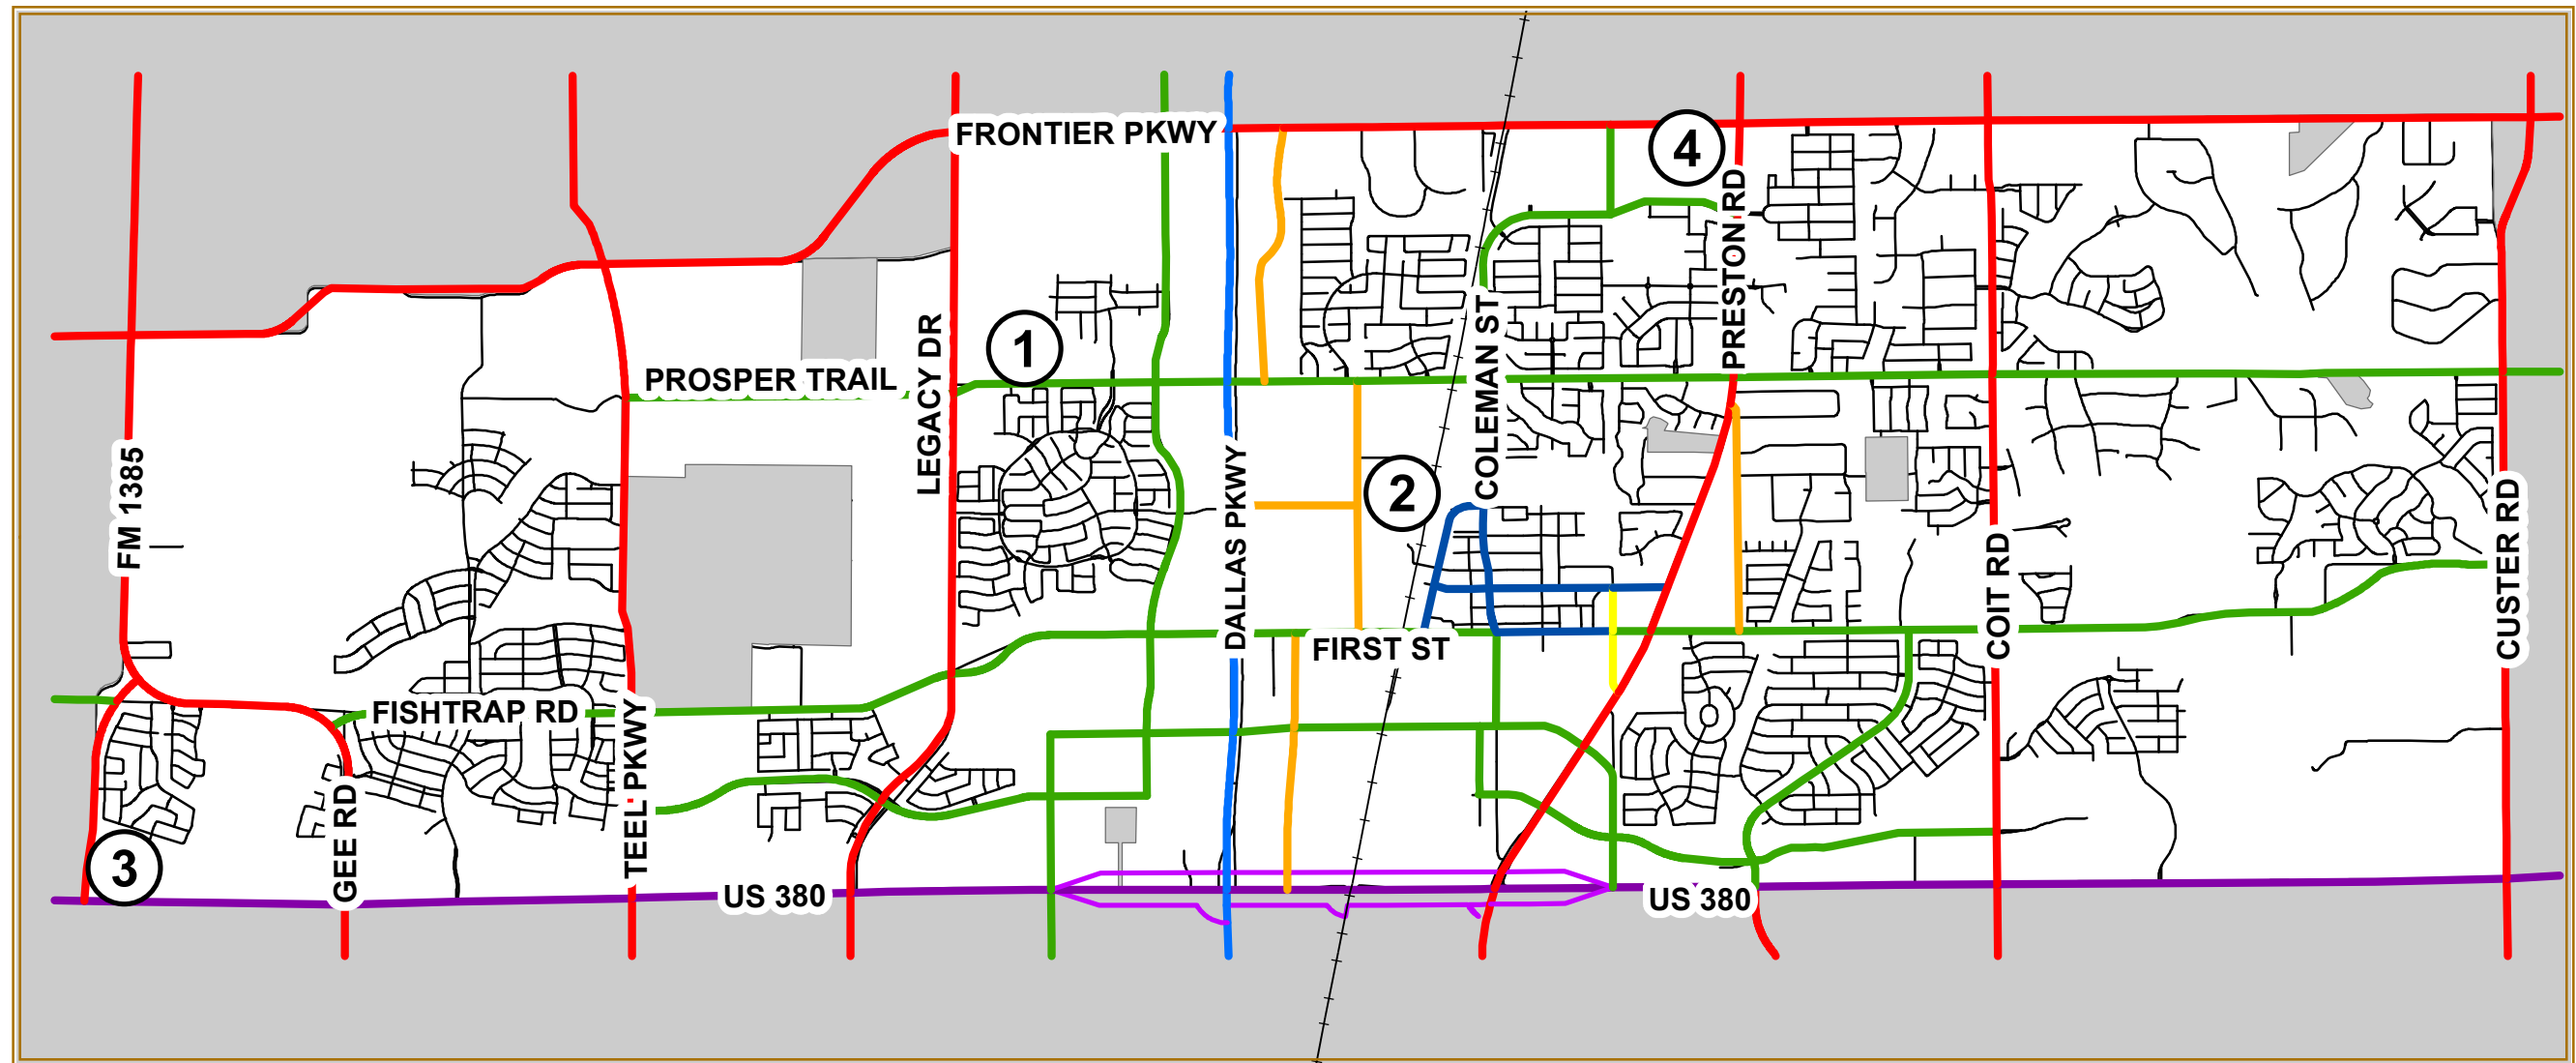 FRONTIER PKWY
4
PRESTON RD
1
LEGACY DR
COLEMAN ST
PROSPER TRAIL
FM 1385
2
DALLAS PKWY
COIT RD
CUSTER RD
FIRST ST
FISHTRAP RD
TEEL PKWY
GEE RD
3
US 380
US 380